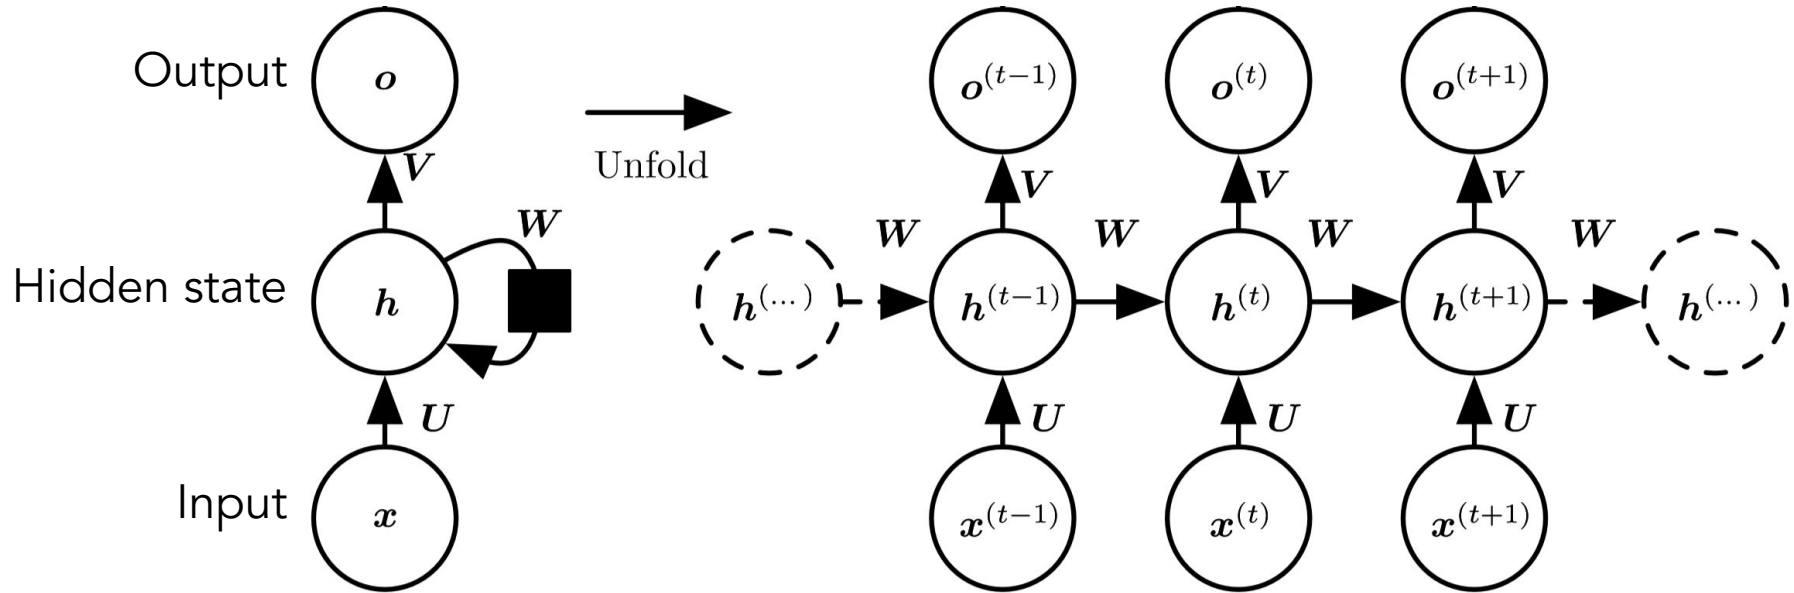 Output o o^(t−1) o^(t) o^(t+1)
Unfold
V V V V
W W W W W
Hidden state h h^(...) h^(t−1) h^(t) h^(t+1) h^(...)
U U U U
Input x x^(t−1) x^(t) x^(t+1)